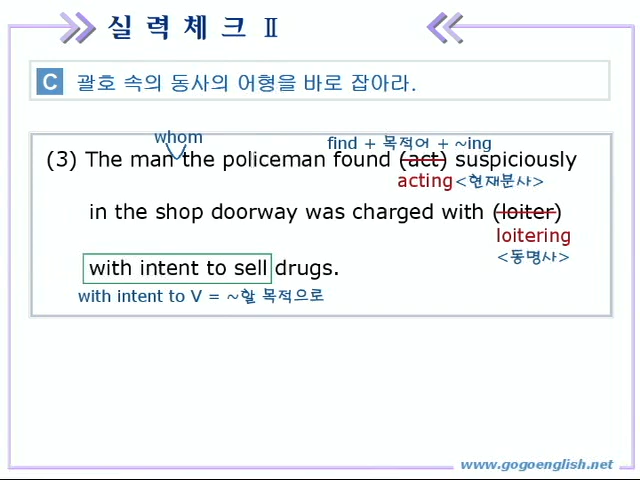 실 력 체 크 Ⅱ
C 괄호 속의 동사의 어형을 바로 잡아라.
whom
find + 목적어 + ~ing
(3) The man the policeman found (act) suspiciously
acting<현재분사>
in the shop doorway was charged with (loiter)
loitering
<동명사>
with intent to sell drugs.
with intent to V = ~할 목적으로
www.gogoenglish.net